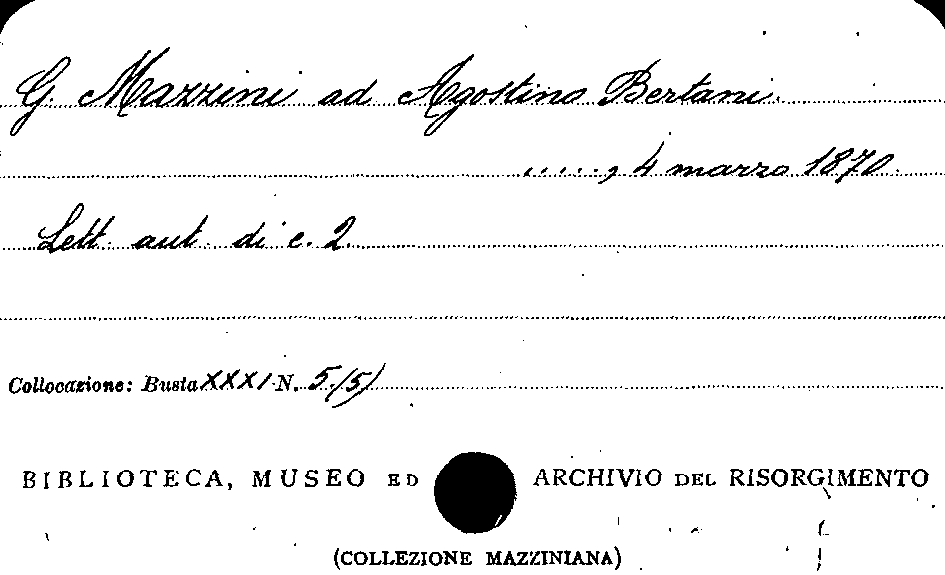 G. Mazzini ad Agostino Bertani.
....., 4 marzo 1870.
Lett. aut. di c. 2.
Collocazione: Busta XXXI N. 5/5)
BIBLIOTECA, MUSEO ED ARCHIVIO DEL RISORGIMENTO
(COLLEZIONE MAZZINIANA)